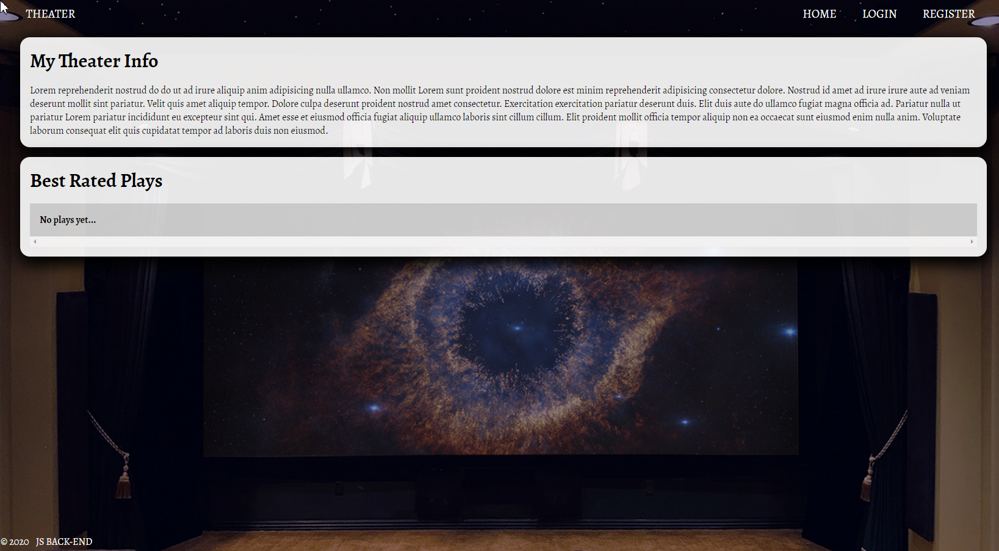 THEATER HOME LOGIN REGISTER
My Theater Info
Lorem reprehenderit nostrud do do ut ad irure aliquip anim adipisicing nulla ullamco. Non mollit Lorem sunt proident nostrud dolore est minim reprehenderit adipisicing consectetur dolore. Nostrud id amet ad irure irure aute ad veniam
deserunt mollit sint pariatur. Velit quis amet aliquip tempor. Dolore culpa deserunt proident nostrud amet consectetur. Exercitation exercitation pariatur deserunt duis. Elit duis aute do ullamco fugiat magna officia ad. Pariatur nulla ut
pariatur Lorem pariatur incididunt eu excepteur sint qui. Amet esse et eiusmod officia fugiat aliquip ullamco laboris sint cillum cillum. Elit proident mollit officia tempor aliquip non ea occaecat sunt eiusmod enim nulla anim. Voluptate
laborum consequat elit quis cupidatat tempor ad laboris duis non eiusmod.
Best Rated Plays
No plays yet...
© 2020 JS BACK-END